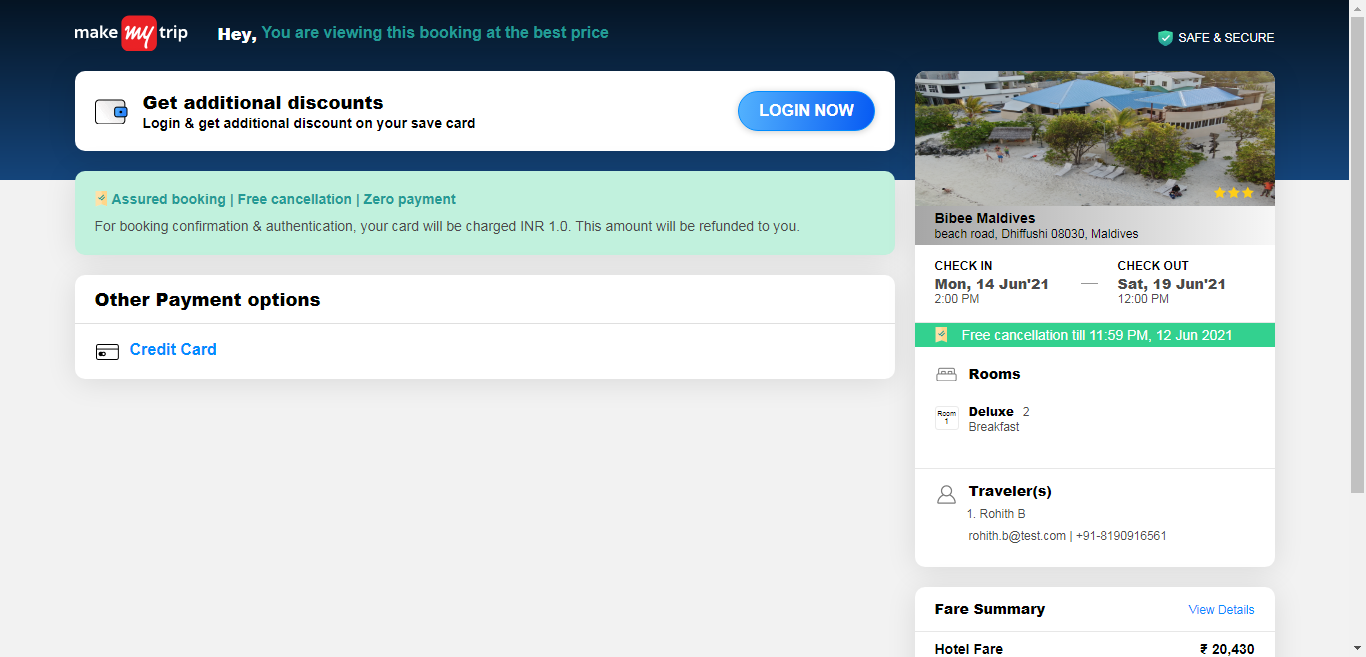 make my trip
Hey, You are viewing this booking at the best price
SAFE & SECURE
Get additional discounts
Login & get additional discount on your save card
LOGIN NOW
Assured booking | Free cancellation | Zero payment
For booking confirmation & authentication, your card will be charged INR 1.0. This amount will be refunded to you.
Other Payment options
Credit Card
Bibee Maldives
beach road, Dhiffushi 08030, Maldives
CHECK IN
Mon, 14 Jun'21
2:00 PM
CHECK OUT
Sat, 19 Jun'21
12:00 PM
Free cancellation till 11:59 PM, 12 Jun 2021
Rooms
Room
1
Deluxe 2
Breakfast
Traveler(s)
1. Rohith B
rohith.b@test.com | +91-8190916561
Fare Summary
View Details
Hotel Fare
₹ 20,430